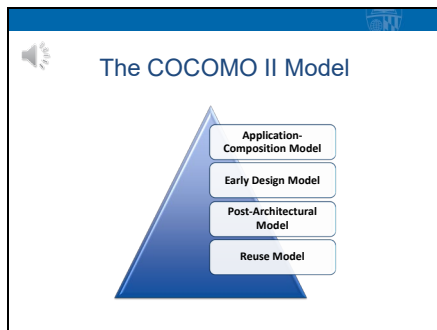 The COCOMO II Model
Application-
Composition Model
Early Design Model
Post-Architectural
Model
Reuse Model